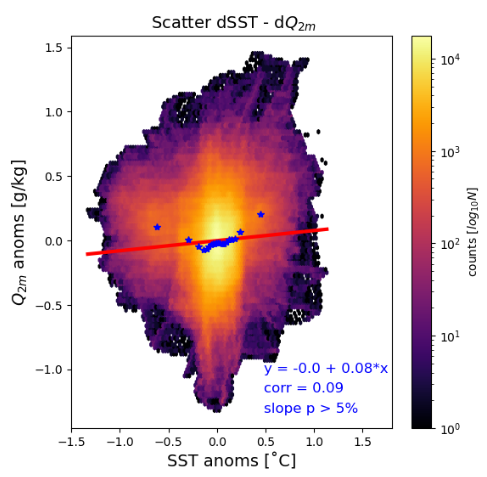 Scatter dSST - dQ2m
1.5
1.0
0.5
0.0
−0.5
−1.0
Q2m anoms [g/kg]
−1.5
−1.0
−0.5
0.0
0.5
1.0
1.5
SST anoms [˚C]
y = -0.0 + 0.08*x
corr = 0.09
slope p > 5%
10^4
10^3
10^2
10^1
10^0
counts [log10N]